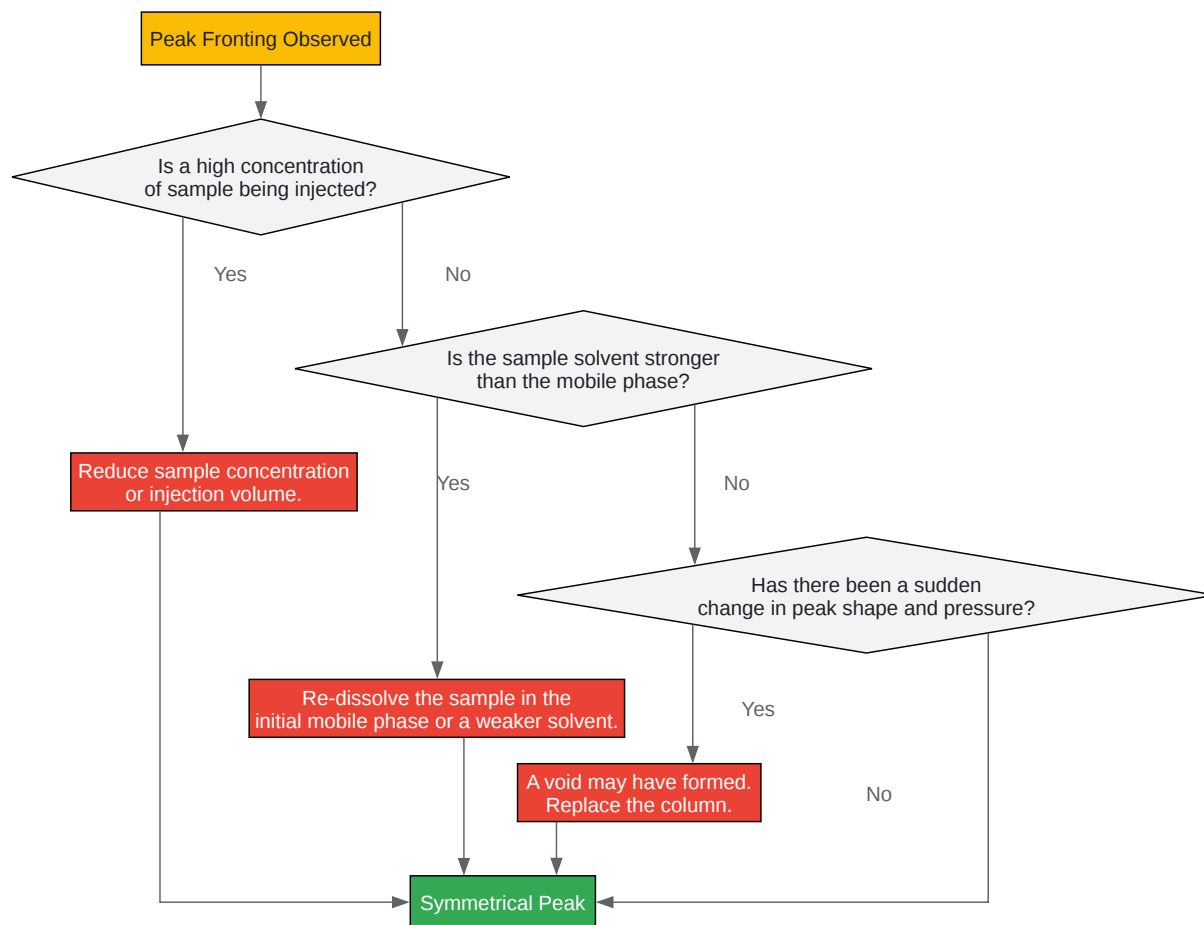 Peak Fronting Observed
Is a high concentration
of sample being injected?
Yes
No
Is the sample solvent stronger
than the mobile phase?
Reduce sample concentration
or injection volume.
Yes
No
Has there been a sudden
change in peak shape and pressure?
Re-dissolve the sample in the
initial mobile phase or a weaker solvent.
Yes
A void may have formed.
Replace the column.
No
Symmetrical Peak